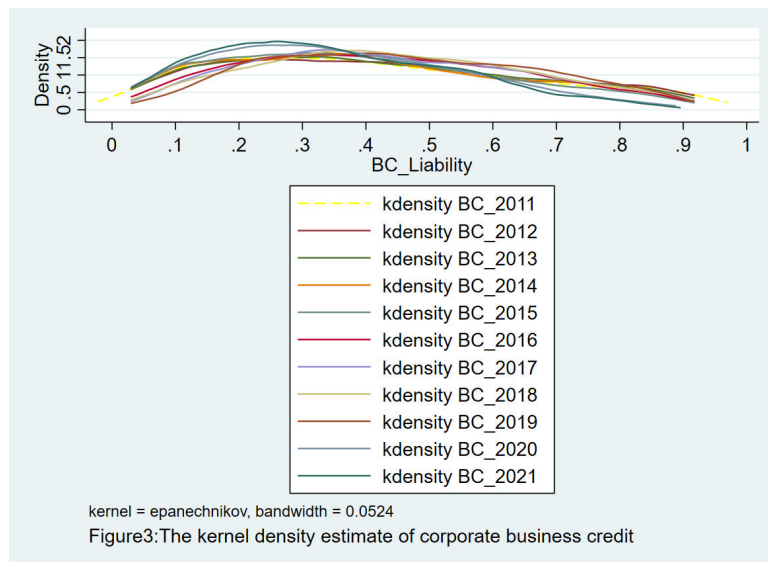 Density
0 .5 1 1.5 2
0 .1 .2 .3 .4 .5 .6 .7 .8 .9 1
BC_Liability
kdensity BC_2011
kdensity BC_2012
kdensity BC_2013
kdensity BC_2014
kdensity BC_2015
kdensity BC_2016
kdensity BC_2017
kdensity BC_2018
kdensity BC_2019
kdensity BC_2020
kdensity BC_2021
kernel = epanechnikov, bandwidth = 0.0524
Figure3:The kernel density estimate of corporate business credit